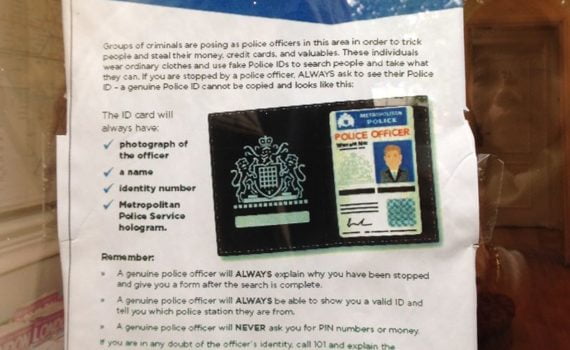 Groups of criminals are posing as police officers in this area in order to trick
people and steal their money, credit cards, and valuables. These individuals
wear ordinary clothes and use fake Police IDs to search people and take what
they can. If you are stopped by a police officer, ALWAYS ask to see their Police
ID - a genuine Police ID cannot be copied and looks like this:
The ID card will
always have:
photograph of
the officer
a name
identity number
Metropolitan
Police Service
hologram.
METROPOLITAN
POLICE
POLICE OFFICER
Warrant No:
Remember:
» A genuine police officer will ALWAYS explain why you have been stopped
and give you a form after the search is complete.
» A genuine police officer will ALWAYS be able to show you a valid ID and
tell you which police station they are from.
» A genuine police officer will NEVER ask you for PIN numbers or money.
If you are in any doubt of the officer's identity, call 101 and explain the